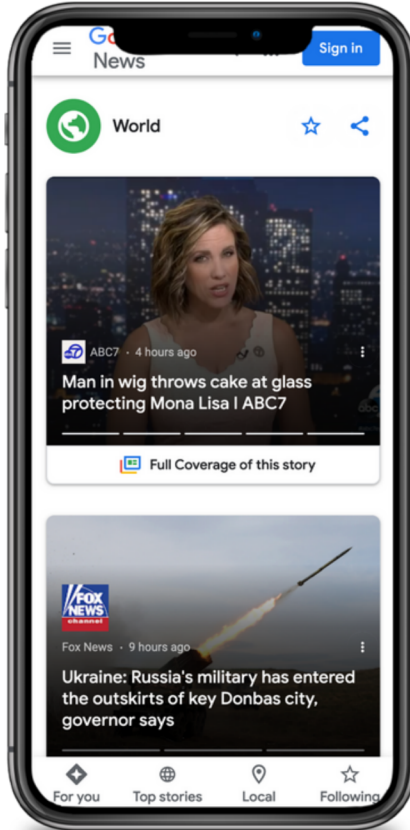 Sign in
News
World
ABC7 · 4 hours ago
Man in wig throws cake at glass
protecting Mona Lisa I ABC7
Full Coverage of this story
FOX
NEWS
channel
Fox News · 9 hours ago
Ukraine: Russia's military has entered
the outskirts of key Donbas city,
governor says
For you
Top stories
Local
Following